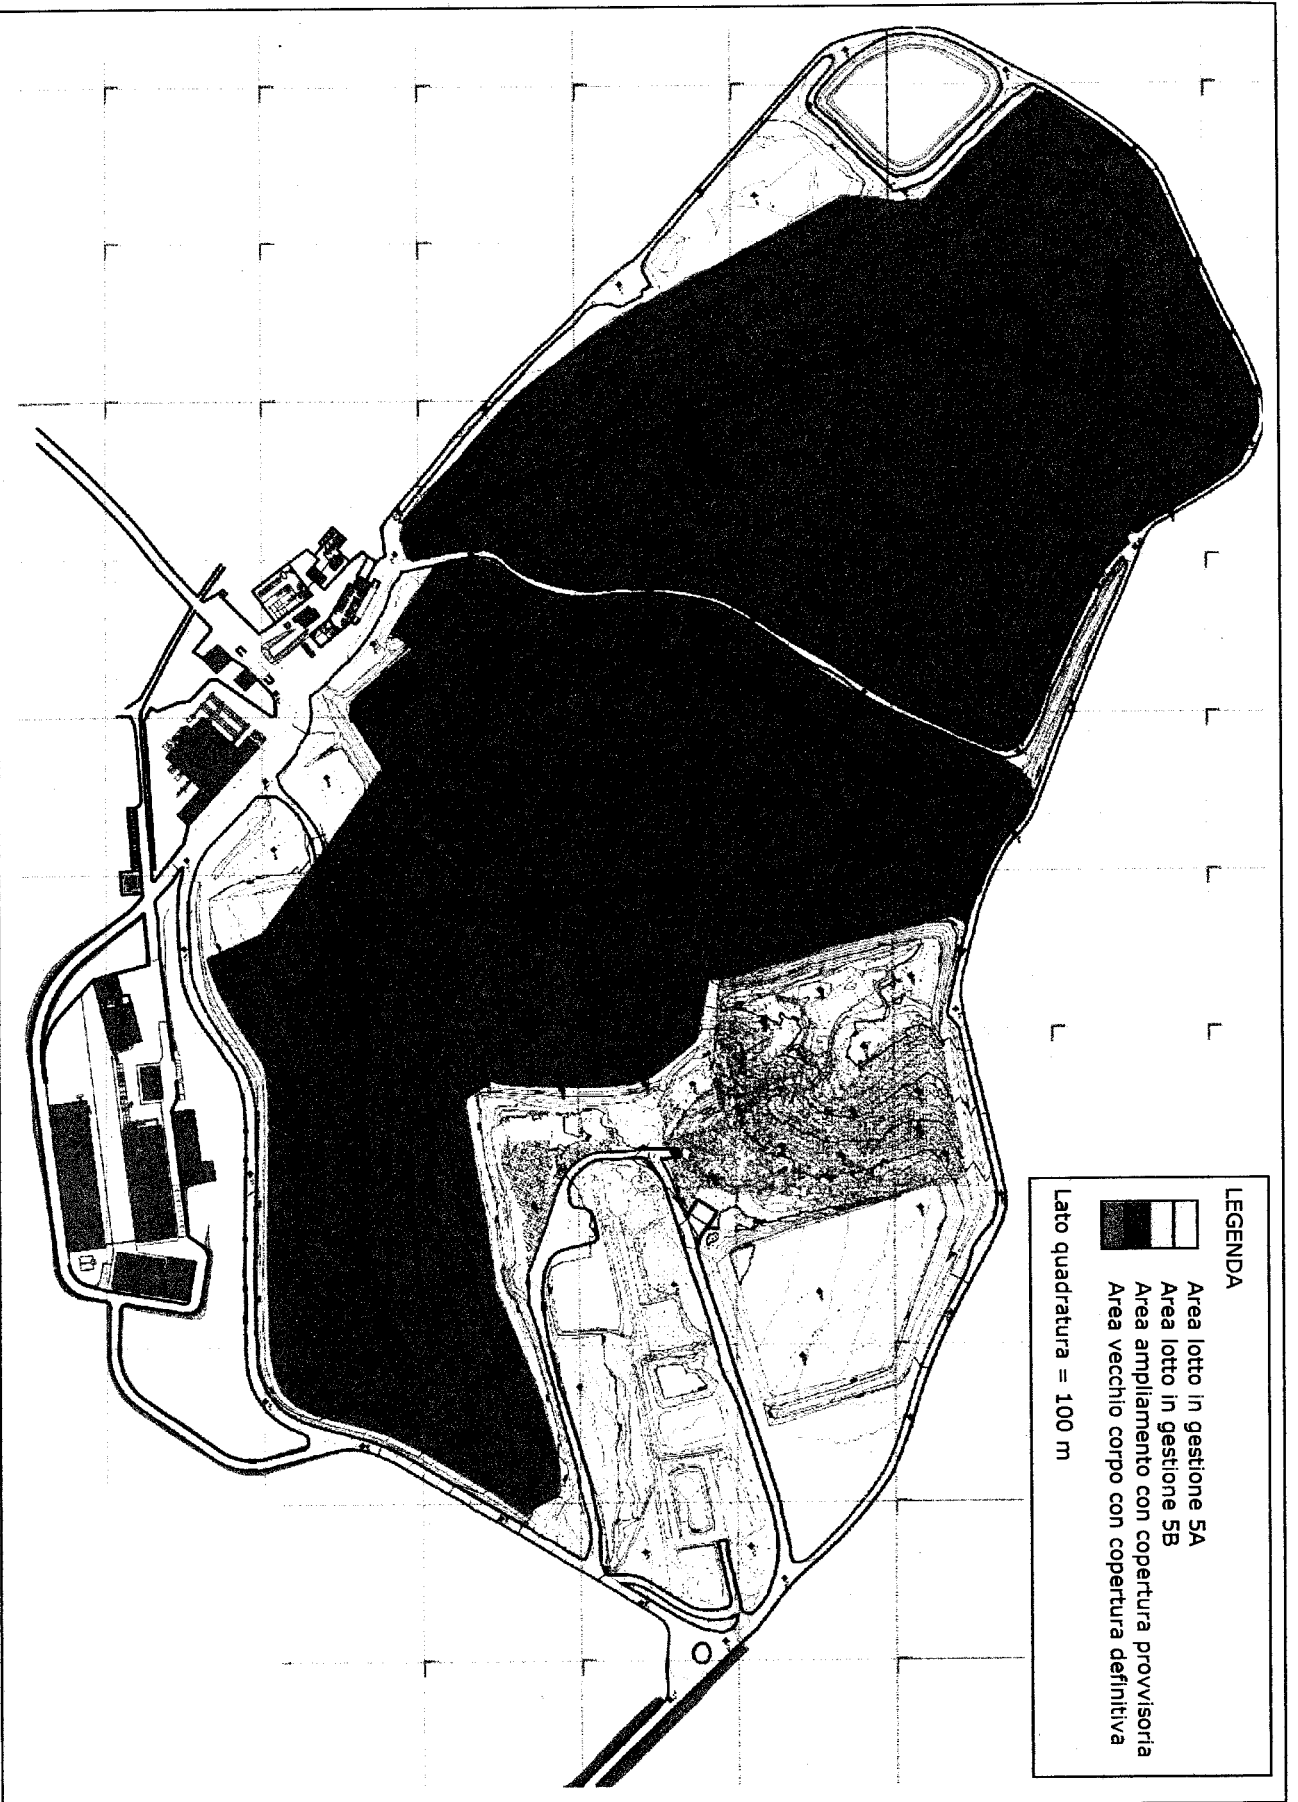 LEGENDA
Area lotto in gestione 5A
Area lotto in gestione 5B
Area ampliamento con copertura provvisoria
Area vecchio corpo con copertura definitiva
Lato quadratura = 100 m